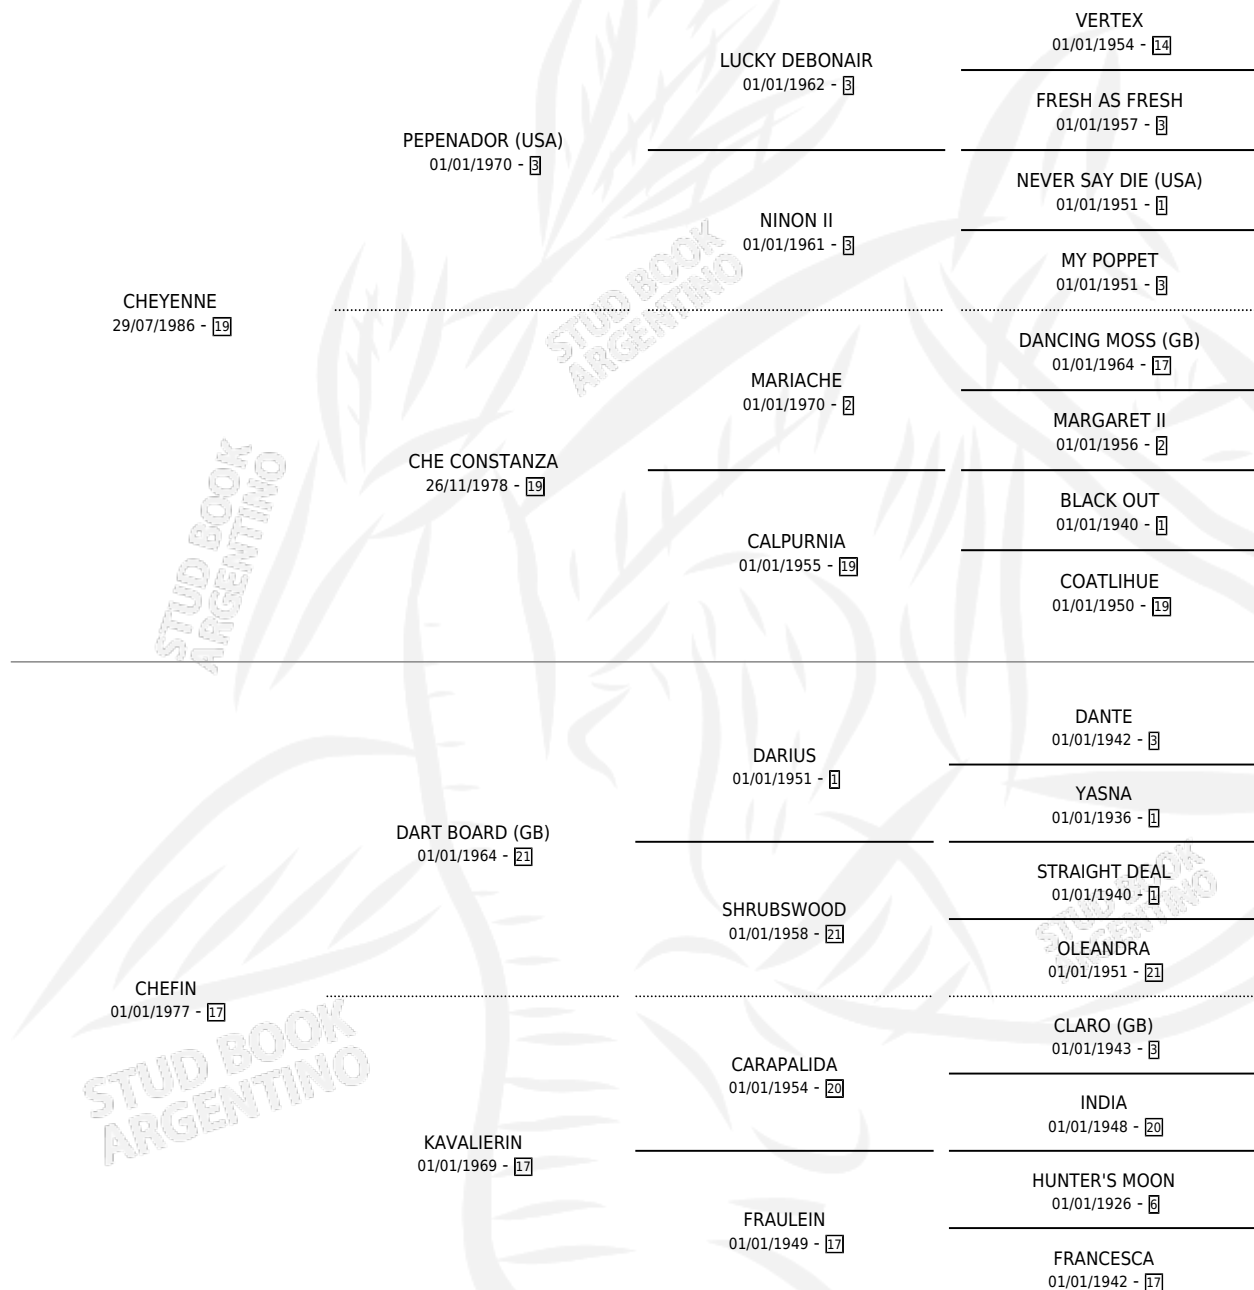 VERTEX
01/01/1954 - 14
LUCKY DEBONAIR
01/01/1962 - 3
FRESH AS FRESH
01/01/1957 - 3
PEPENADOR (USA)
01/01/1970 - 3
NEVER SAY DIE (USA)
01/01/1951 - 1
NINON II
01/01/1961 - 3
MY POPPET
01/01/1951 - 3
CHEYENNE
29/07/1986 - 19
DANCING MOSS (GB)
01/01/1964 - 17
MARIACHE
01/01/1970 - 2
MARGARET II
01/01/1956 - 2
CHE CONSTANZA
26/11/1978 - 19
BLACK OUT
01/01/1940 - 1
CALPURNIA
01/01/1955 - 19
COATLIHUE
01/01/1950 - 19
DANTE
01/01/1942 - 3
DARIUS
01/01/1951 - 1
YASNA
01/01/1936 - 1
DART BOARD (GB)
01/01/1964 - 21
STRAIGHT DEAL
01/01/1940 - 1
SHRUBSWOOD
01/01/1958 - 21
OLEANDRA
01/01/1951 - 21
CHEFIN
01/01/1977 - 17
CLARO (GB)
01/01/1943 - 3
CARAPALIDA
01/01/1954 - 20
INDIA
01/01/1948 - 20
KAVALIERIN
01/01/1969 - 17
HUNTER'S MOON
01/01/1926 - 6
FRAULEIN
01/01/1949 - 17
FRANCESCA
01/01/1942 - 17
STUD BOOK
ARGENTINO
STUD BOOK
ARGENTINO
STUD BOOK
ARGENTINO
STUD BOOK
ARGENTINO